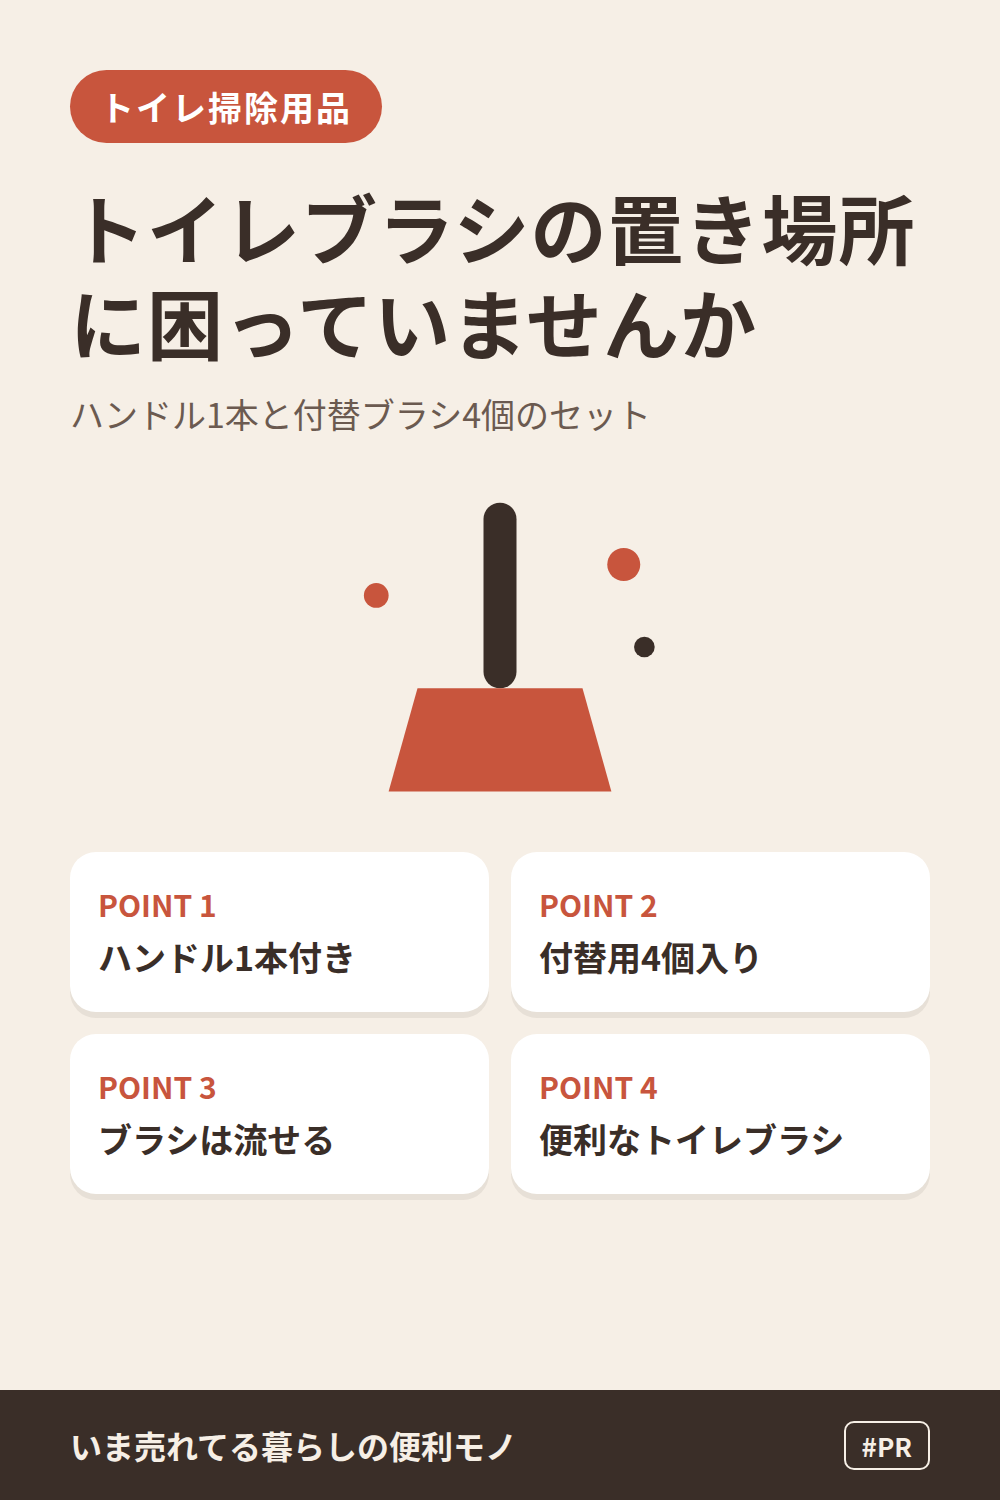 トイレ掃除用品
トイレブラシの置き場所
に困っていませんか
ハンドル1本と付替ブラシ4個のセット
POINT 1
ハンドル1本付き
POINT 2
付替用4個入り
POINT 3
ブラシは流せる
POINT 4
便利なトイレブラシ
いま売れてる暮らしの便利モノ
#PR